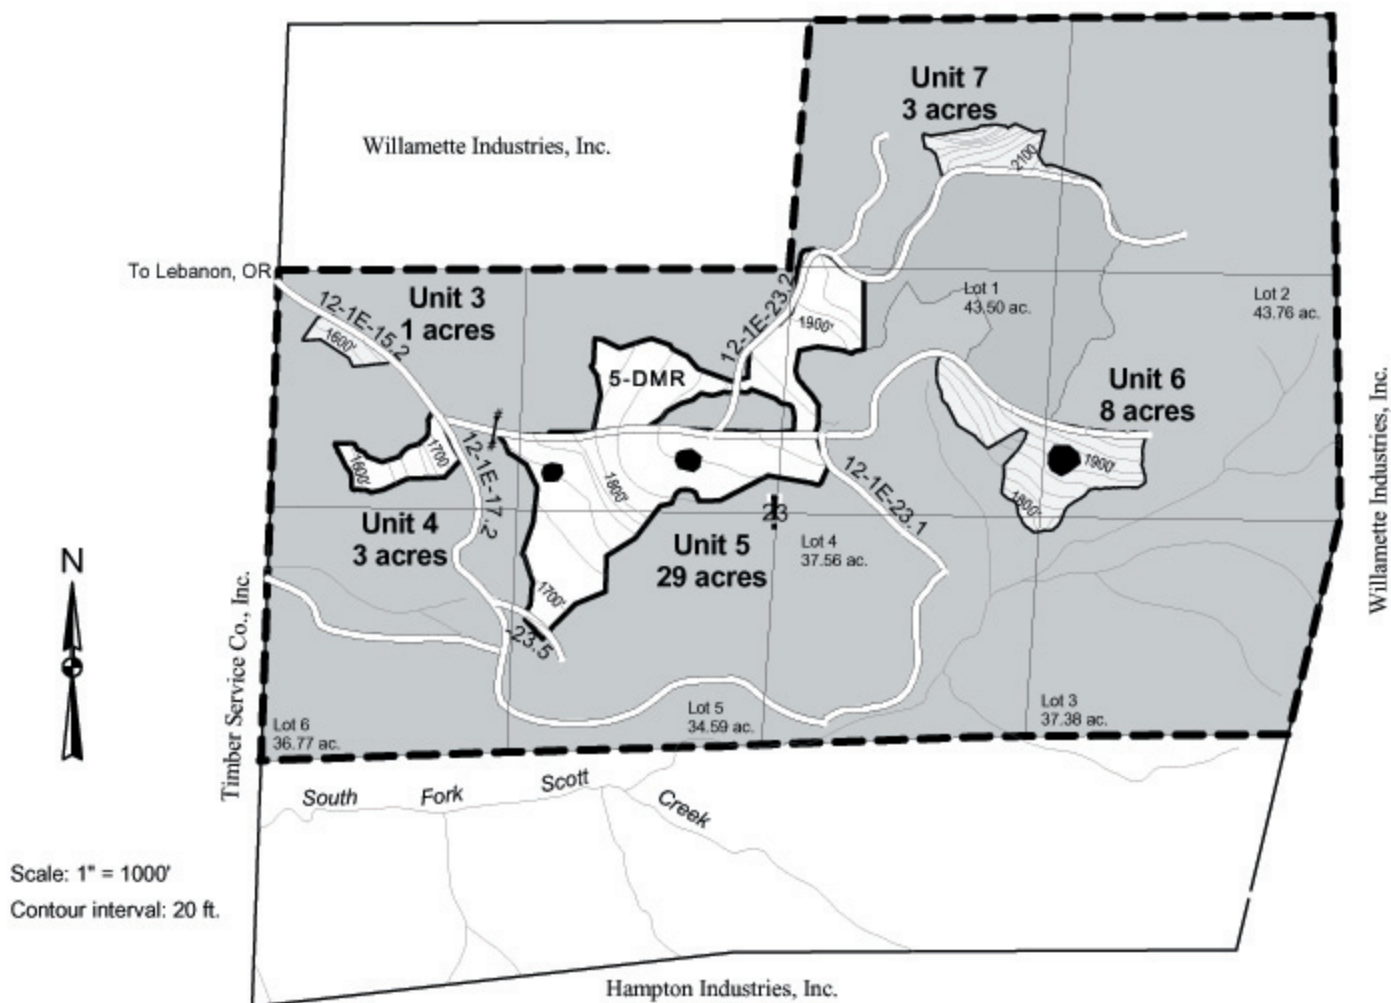 Unit 7
3 acres
Willamette Industries, Inc.
2100
To Lebanon, OR
12-1E-15.2
Unit 3
1 acres
1600'
12-1E-23.2
1900'
Lot 1
43.50 ac.
Lot 2
43.76 ac.
5-DMR
Unit 6
8 acres
Willamette Industries, Inc.
1600'
1700
12-1E-17.2
1800'
12-1E-23.1
1900'
1800'
Unit 4
3 acres
23
Unit 5
29 acres
Lot 4
37.56 ac.
N
1700'
-23.5
Timber Service Co., Inc.
Lot 6
36.77 ac.
Lot 5
34.59 ac.
Lot 3
37.38 ac.
South Fork Scott Creek
Scale: 1" = 1000'
Contour interval: 20 ft.
Hampton Industries, Inc.